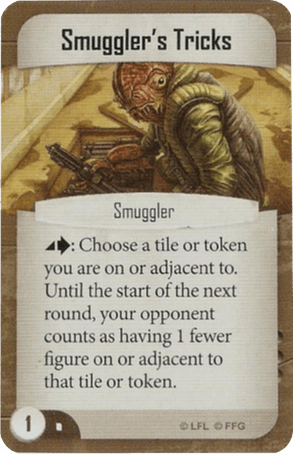 Smuggler's Tricks
Smuggler
: Choose a tile or token
you are on or adjacent to.
Until the start of the next
round, your opponent
counts as having 1 fewer
figure on or adjacent to
that tile or token.
1
© LFL © FFG